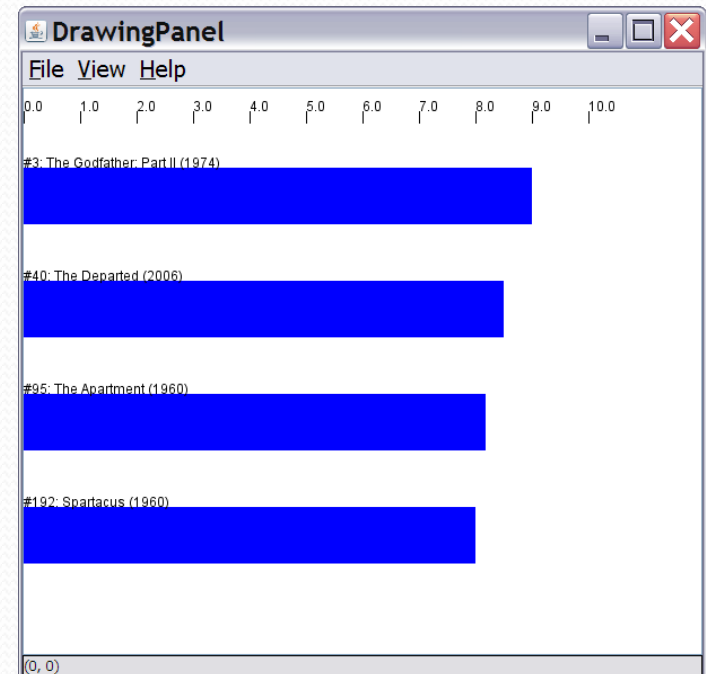 DrawingPanel
File View Help
0.0 1.0 2.0 3.0 4.0 5.0 6.0 7.0 8.0 9.0 10.0
#3: The Godfather: Part II (1974)
#40: The Departed (2006)
#95: The Apartment (1960)
#192: Spartacus (1960)
(0, 0)